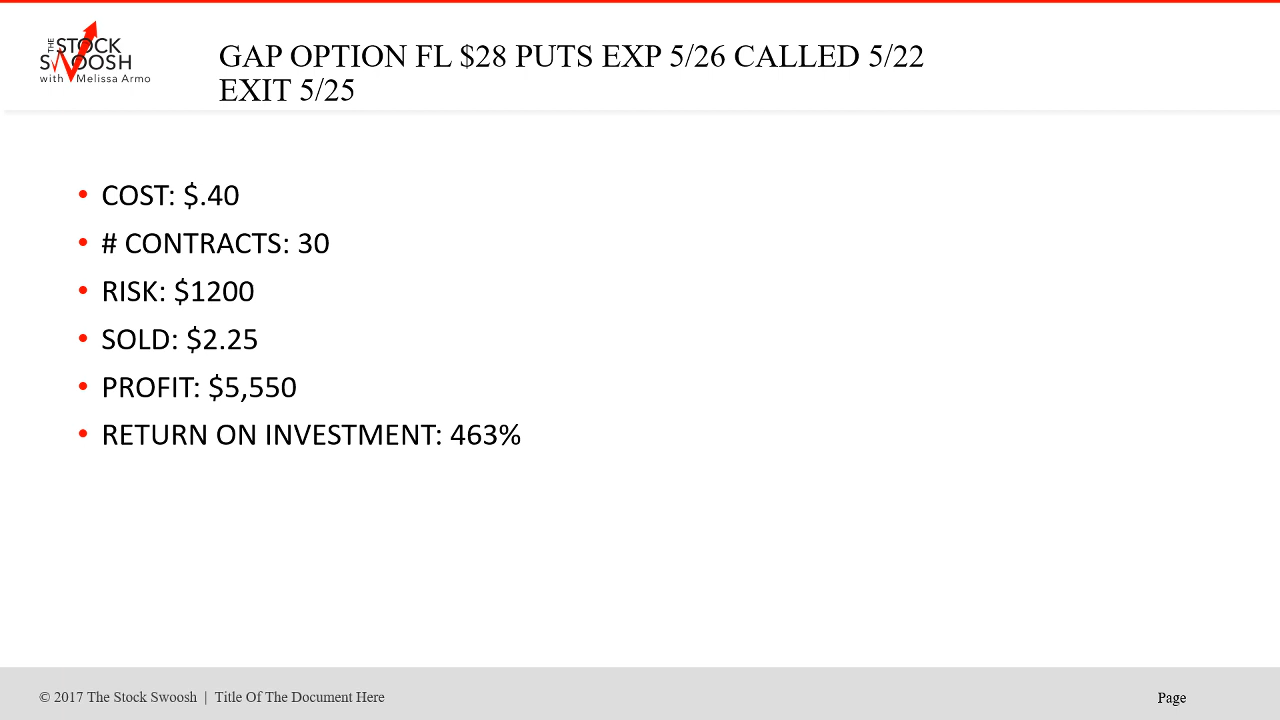 THE STOCK
SWOOSH
with Melissa Armo
GAP OPTION FL $28 PUTS EXP 5/26 CALLED 5/22
EXIT 5/25
• COST: $.40
• # CONTRACTS: 30
• RISK: $1200
• SOLD: $2.25
• PROFIT: $5,550
• RETURN ON INVESTMENT: 463%
© 2017 The Stock Swoosh | Title Of The Document Here
Page